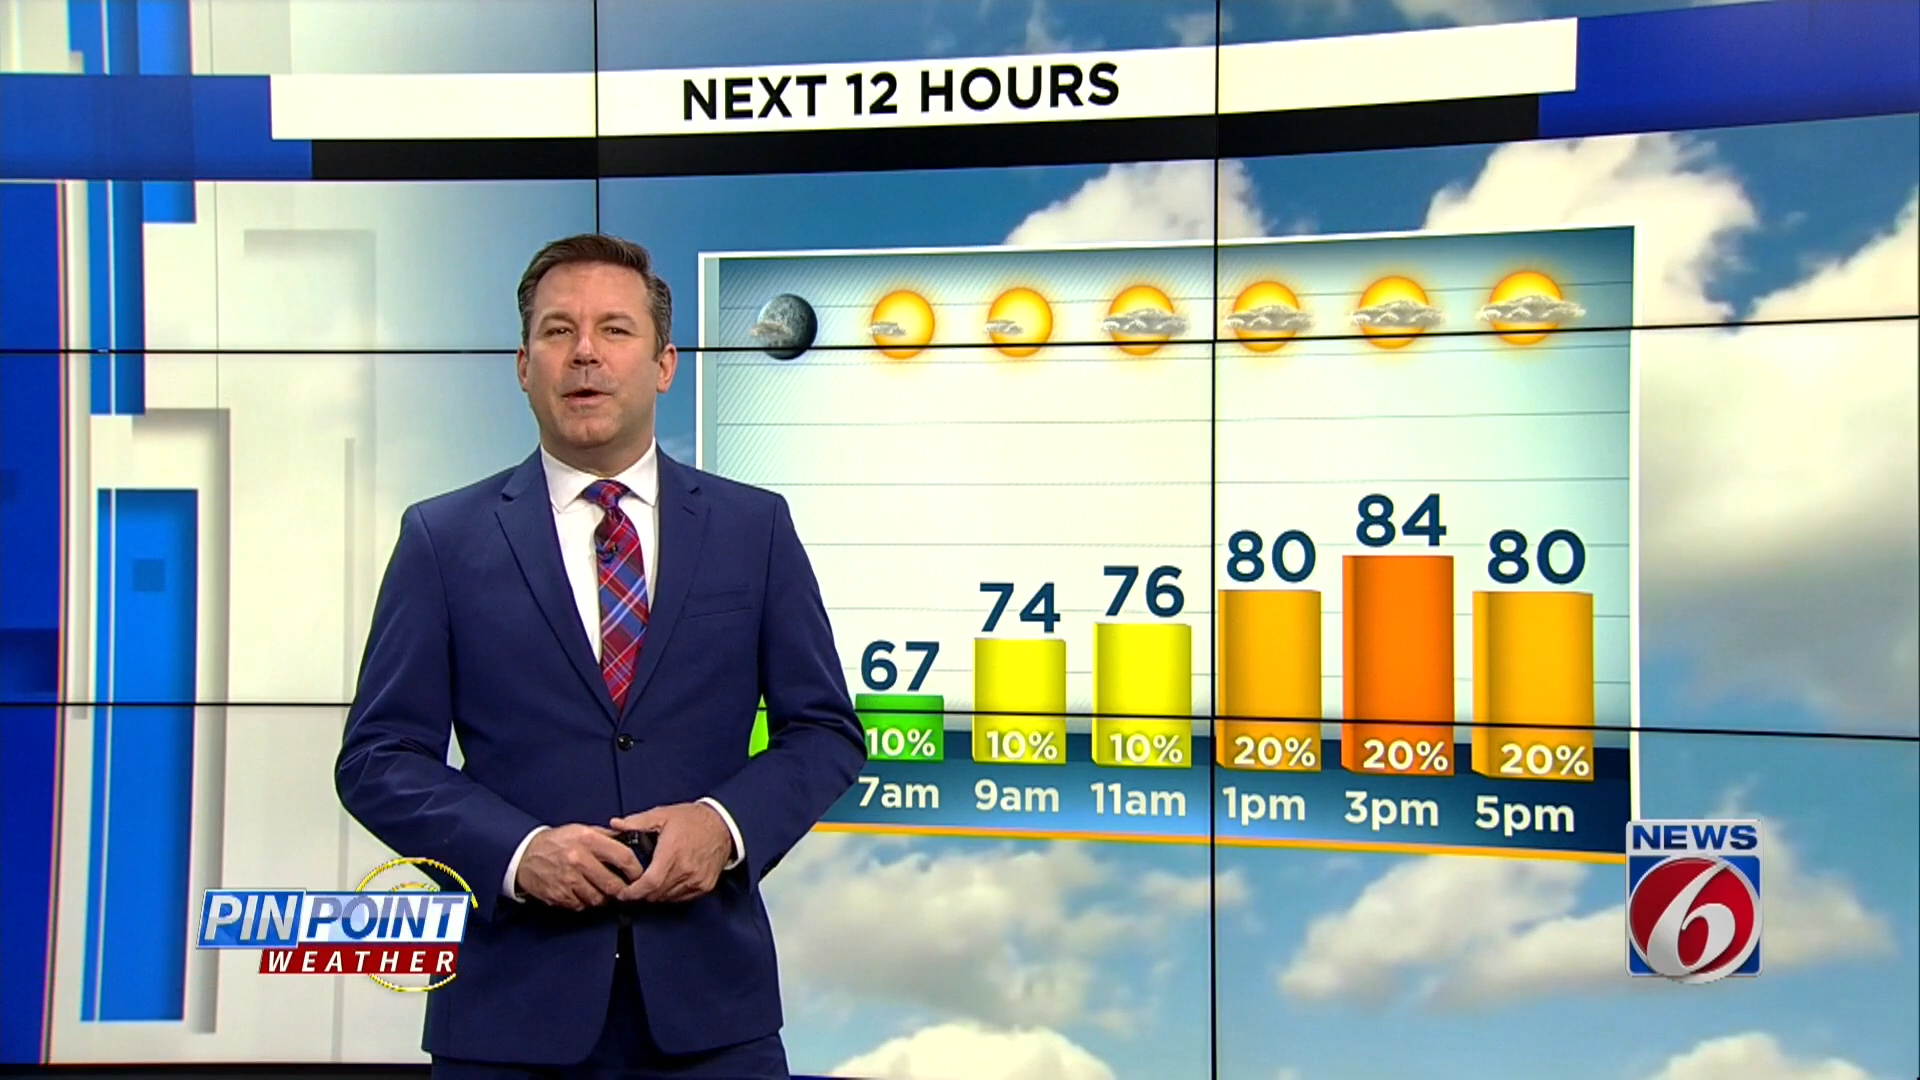 NEXT 12 HOURS
67 74 76 80 84 80
10% 10% 10% 20% 20% 20%
7am 9am 11am 1pm 3pm 5pm
PINPOINT
WEATHER
NEWS
6